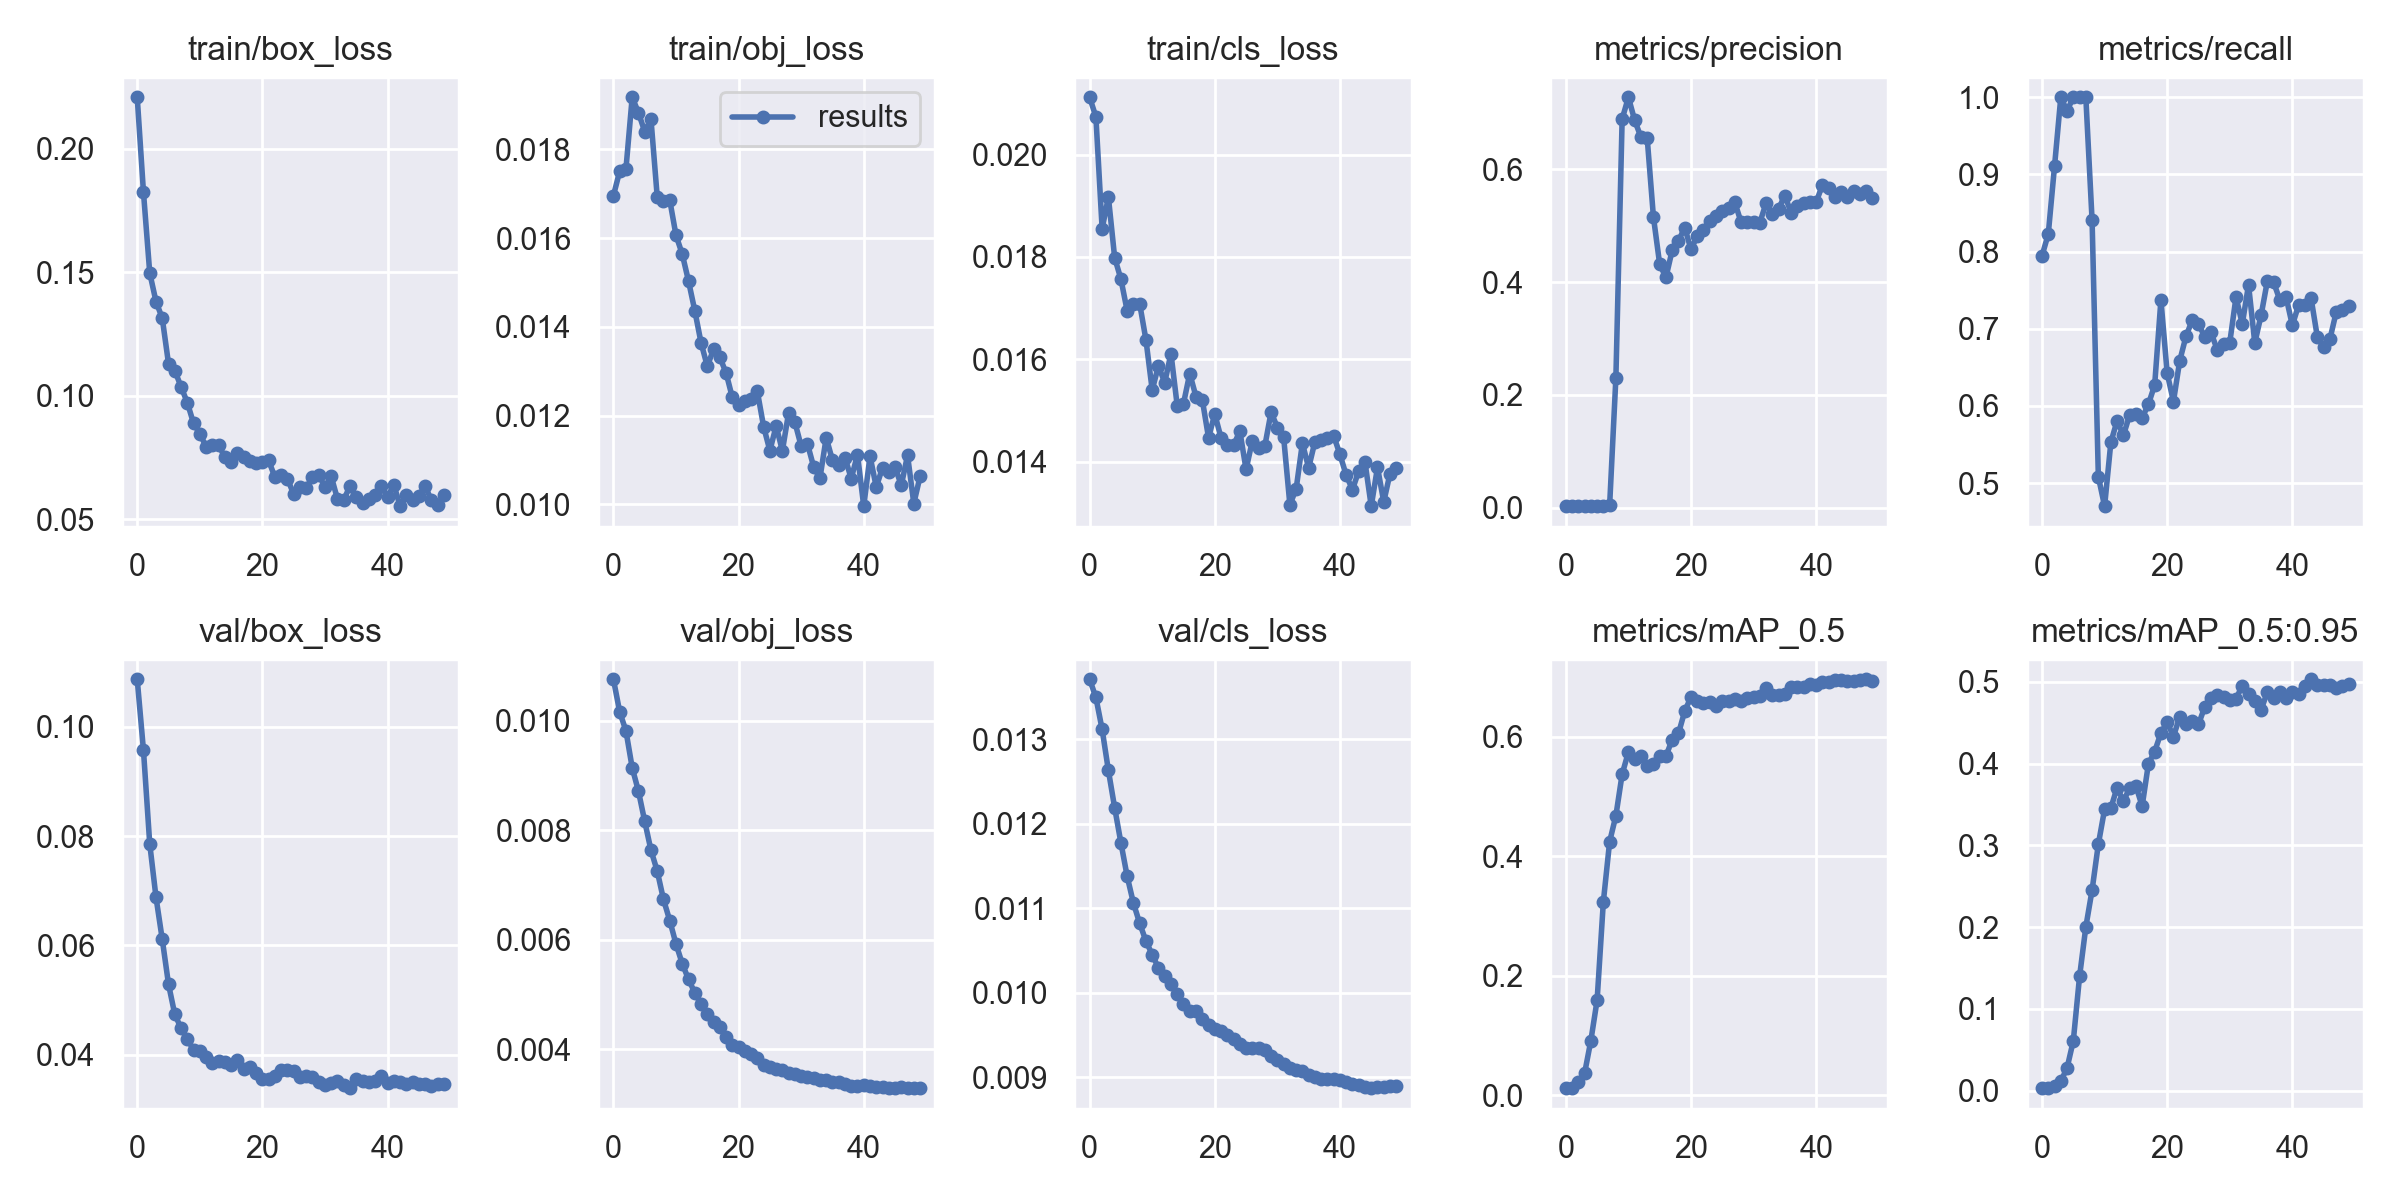 train/box_loss
0.20
0.15
0.10
0.05
0 20 40
train/obj_loss
results
0.018
0.016
0.014
0.012
0.010
0 20 40
train/cls_loss
0.020
0.018
0.016
0.014
0 20 40
metrics/precision
0.6
0.4
0.2
0.0
0 20 40
metrics/recall
1.0
0.9
0.8
0.7
0.6
0.5
0 20 40
val/box_loss
0.10
0.08
0.06
0.04
0 20 40
val/obj_loss
0.010
0.008
0.006
0.004
0 20 40
val/cls_loss
0.013
0.012
0.011
0.010
0.009
0 20 40
metrics/mAP_0.5
0.6
0.4
0.2
0.0
0 20 40
metrics/mAP_0.5:0.95
0.5
0.4
0.3
0.2
0.1
0.0
0 20 40